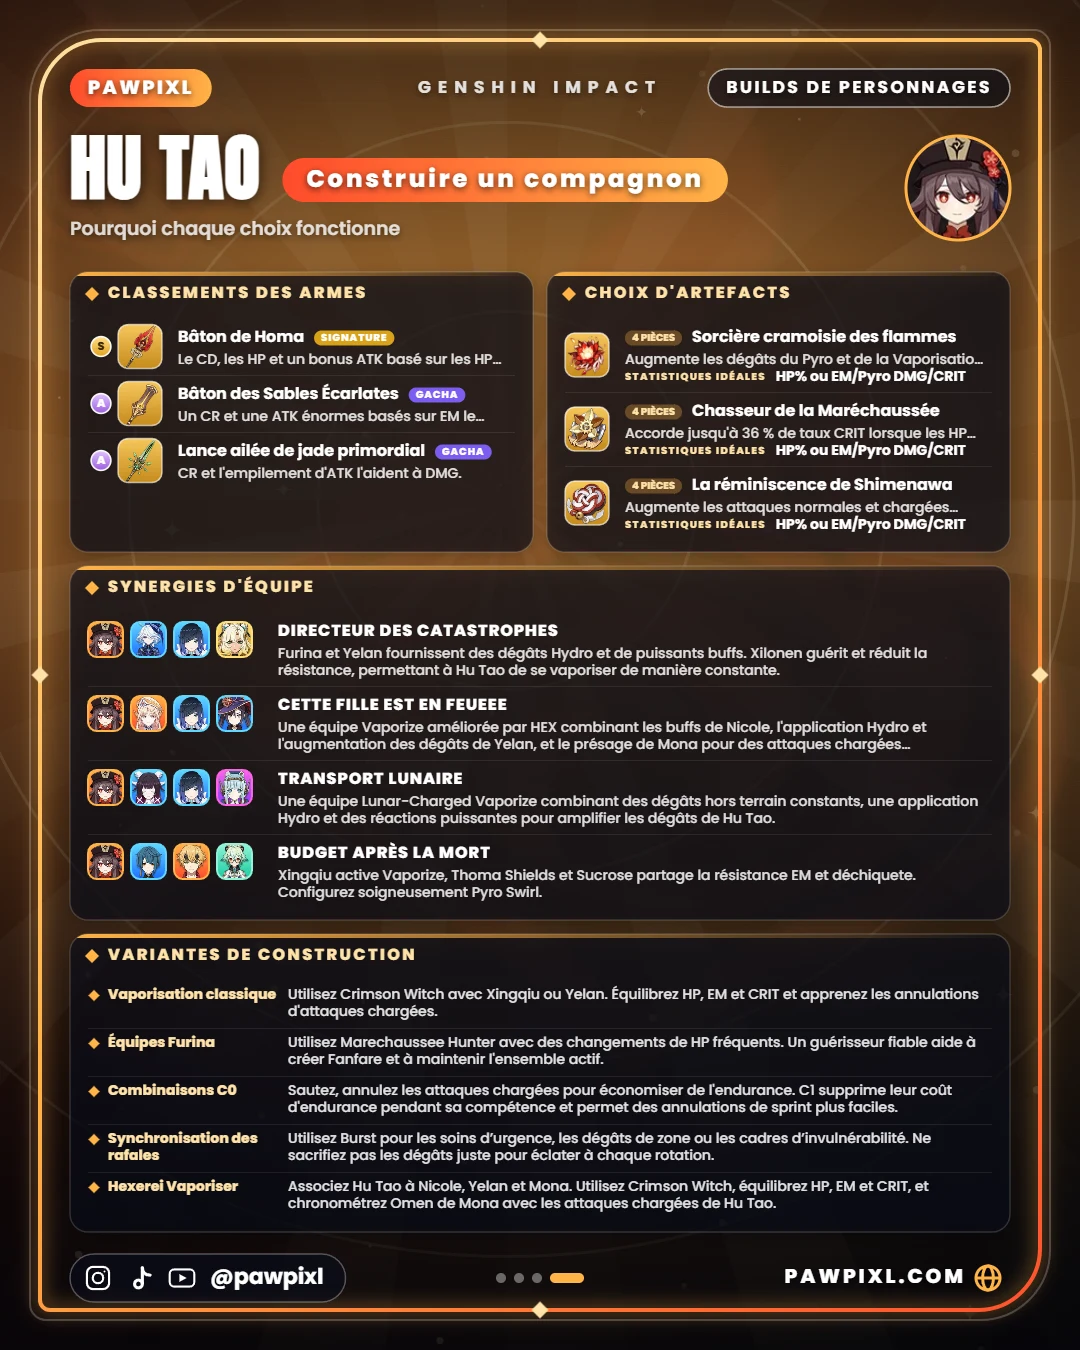 PAWPIXL
GENSHIN IMPACT
BUILDS DE PERSONNAGES
HU TAO
Construire un compagnon
Pourquoi chaque choix fonctionne
CLASSEMENTS DES ARMES
S
Bâton de Homa SIGNATURE
Le CD, les HP et un bonus ATK basé sur les HP...
A
Bâton des Sables Écarlates GACHA
Un CR et une ATK énormes basés sur EM le...
A
Lance ailée de jade primordial GACHA
CR et l'empilement d'ATK l'aident à DMG.
CHOIX D'ARTEFACTS
4 PIÈCES Sorcière cramoisie des flammes
Augmente les dégâts du Pyro et de la Vaporisatio...
STATISTIQUES IDÉALES HP% ou EM/Pyro DMG/CRIT
4 PIÈCES Chasseur de la Maréchaussée
Accorde jusqu'à 36 % de taux CRIT lorsque les HP...
STATISTIQUES IDÉALES HP% ou EM/Pyro DMG/CRIT
4 PIÈCES La réminiscence de Shimenawa
Augmente les attaques normales et chargées...
STATISTIQUES IDÉALES HP% ou EM/Pyro DMG/CRIT
SYNERGIES D'ÉQUIPE
DIRECTEUR DES CATASTROPHES
Furina et Yelan fournissent des dégâts Hydro et de puissants buffs. Xilonen guérit et réduit la
résistance, permettant à Hu Tao de se vaporiser de manière constante.
CETTE FILLE EST EN FEUEEE
Une équipe Vaporize améliorée par HEX combinant les buffs de Nicole, l'application Hydro et
l'augmentation des dégâts de Yelan, et le présage de Mona pour des attaques chargées...
TRANSPORT LUNAIRE
Une équipe Lunar-Charged Vaporize combinant des dégâts hors terrain constants, une application
Hydro et des réactions puissantes pour amplifier les dégâts de Hu Tao.
BUDGET APRÈS LA MORT
Xingqiu active Vaporize, Thoma Shields et Sucrose partage la résistance EM et déchiquete.
Configurez soigneusement Pyro Swirl.
VARIANTES DE CONSTRUCTION
Vaporisation classique
Utilisez Crimson Witch avec Xingqiu ou Yelan. Équilibrez HP, EM et CRIT et apprenez les annulations
d'attaques chargées.
Équipes Furina
Utilisez Marechaussee Hunter avec des changements de HP fréquents. Un guérisseur fiable aide à
créer Fanfare et à maintenir l'ensemble actif.
Combinaisons C0
Sautez, annulez les attaques chargées pour économiser de l'endurance. C1 supprime leur coût
d'endurance pendant sa compétence et permet des annulations de sprint plus faciles.
Synchronisation des
rafales
Utilisez Burst pour les soins d'urgence, les dégâts de zone ou les cadres d'invulnérabilité. Ne
sacrifiez pas les dégâts juste pour éclater à chaque rotation.
Hexerei Vaporiser
Associez Hu Tao à Nicole, Yelan et Mona. Utilisez Crimson Witch, équilibrez HP, EM et CRIT, et
chronométrez Omen de Mona avec les attaques chargées de Hu Tao.
@pawpixl
PAWPIXL.COM